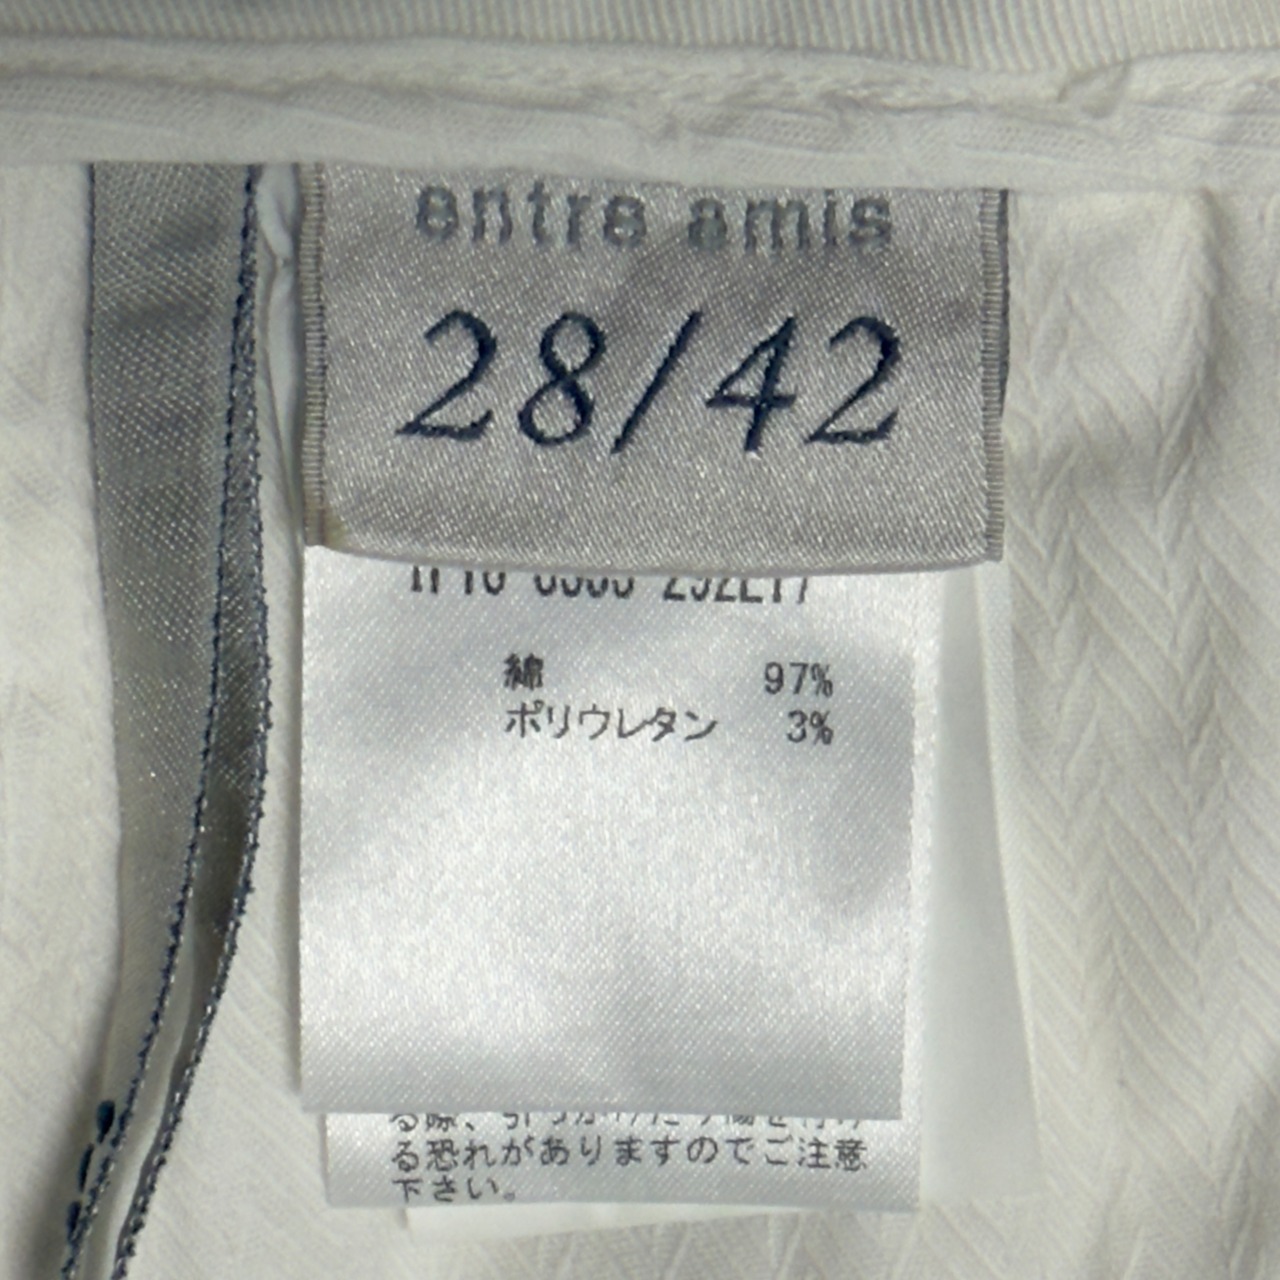 entre amis
28/42
綿 97%
ポリウレタン 3%
る恐れがありますのでご注意
下さい。